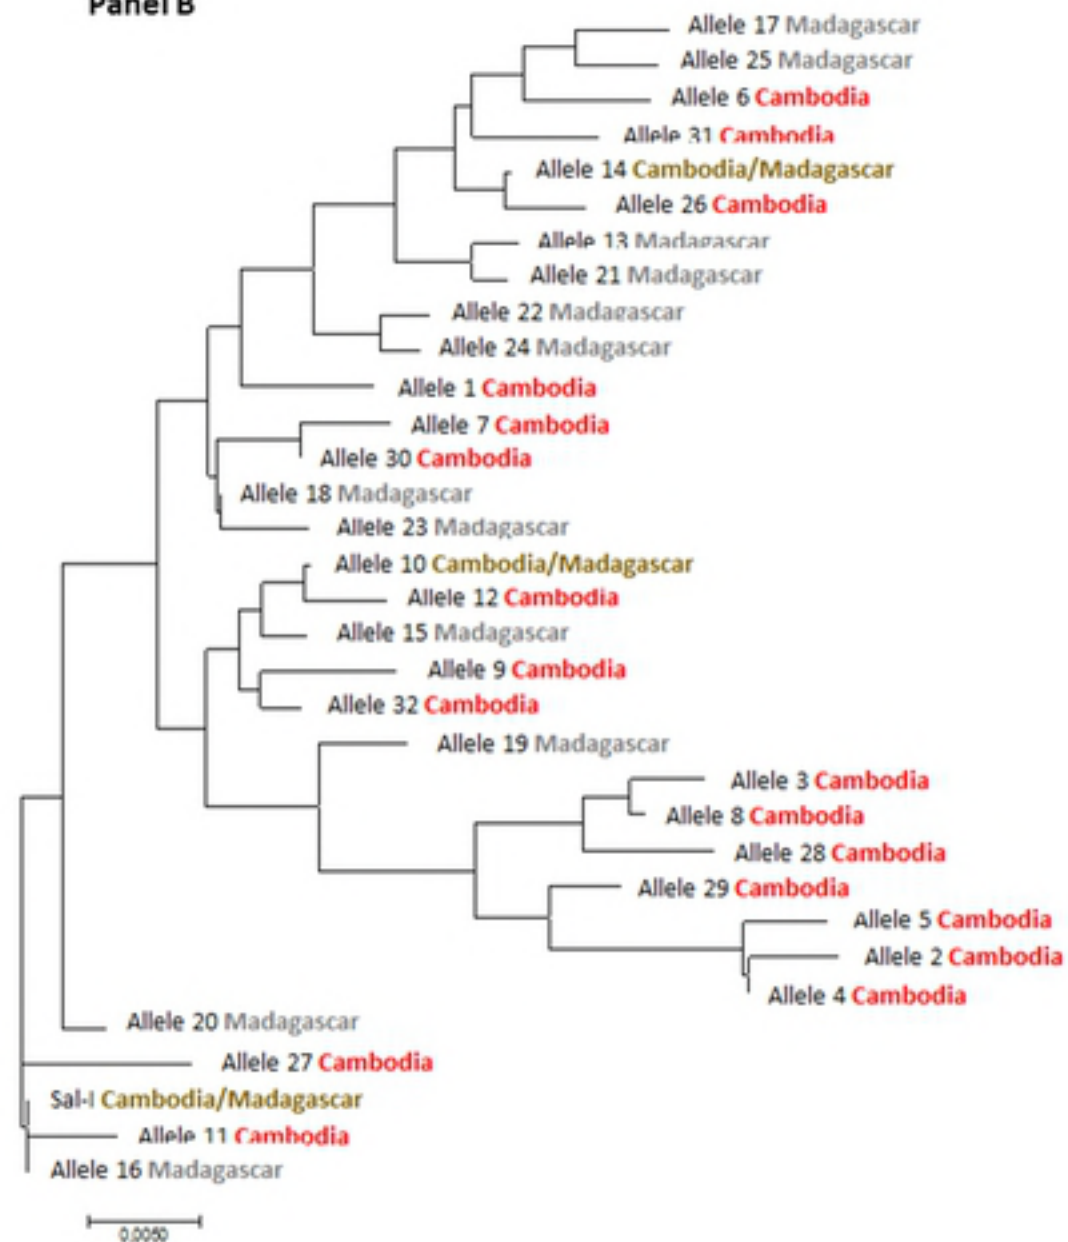 Panel B
Allele 17 Madagascar
Allele 25 Madagascar
Allele 6 Cambodia
Allele 31 Cambodia
Allele 14 Cambodia/Madagascar
Allele 26 Cambodia
Allele 13 Madagascar
Allele 21 Madagascar
Allele 22 Madagascar
Allele 24 Madagascar
Allele 1 Cambodia
Allele 7 Cambodia
Allele 30 Cambodia
Allele 18 Madagascar
Allele 23 Madagascar
Allele 10 Cambodia/Madagascar
Allele 12 Cambodia
Allele 15 Madagascar
Allele 9 Cambodia
Allele 32 Cambodia
Allele 19 Madagascar
Allele 3 Cambodia
Allele 8 Cambodia
Allele 28 Cambodia
Allele 29 Cambodia
Allele 5 Cambodia
Allele 2 Cambodia
Allele 4 Cambodia
Allele 20 Madagascar
Allele 27 Cambodia
Sal-I Cambodia/Madagascar
Allele 11 Cambodia
Allele 16 Madagascar
0.0050